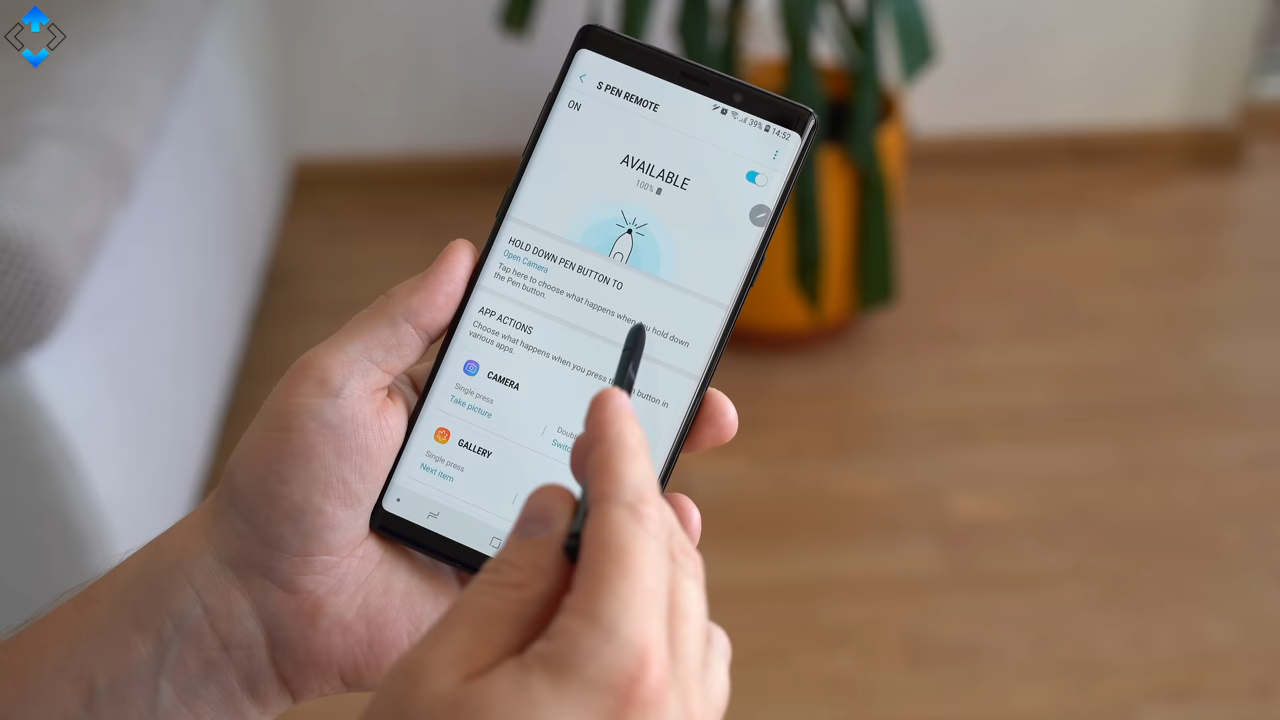 39% 14:52
S PEN REMOTE
ON
AVAILABLE
100%
HOLD DOWN PEN BUTTON TO
Open Camera
Tap here to choose what happens when you hold down
the Pen button.
APP ACTIONS
Choose what happens when you press the button in
various apps.
CAMERA
Single press
Take picture
GALLERY
Single press
Next item